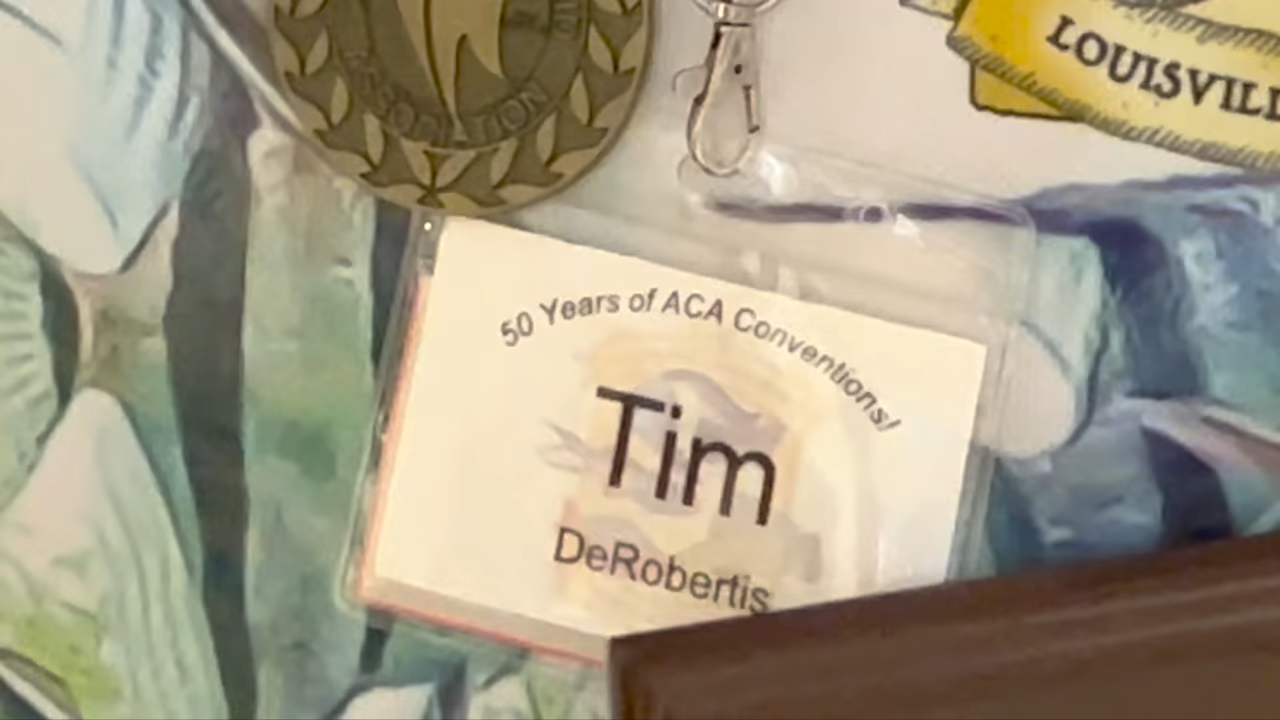 ASSOCIATION
LOUISVILL
50 Years of ACA Conventions!
Tim
DeRobertis